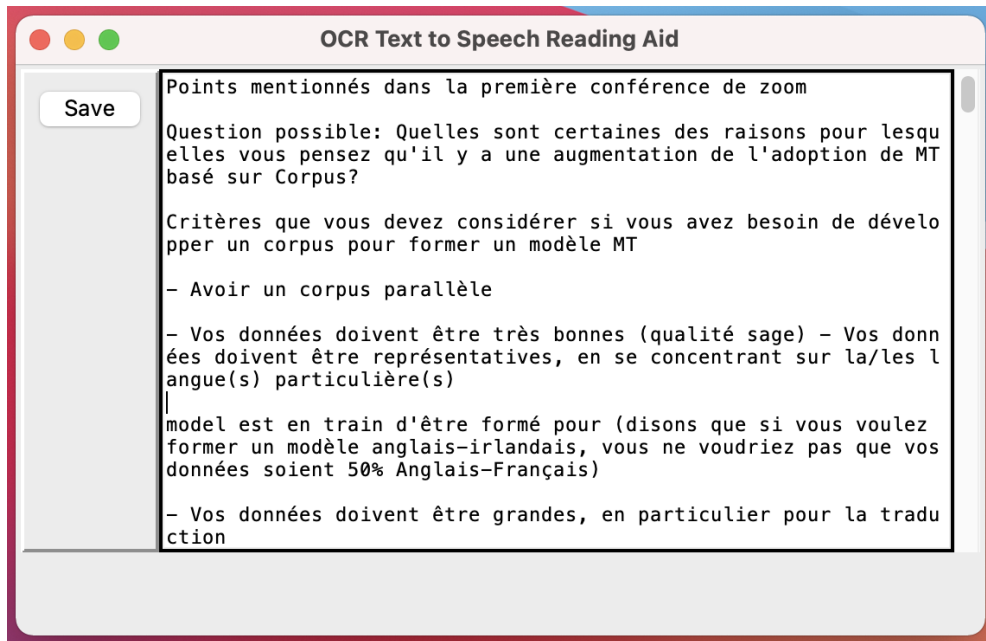 OCR Text to Speech Reading Aid
Save
Points mentionnés dans la première conférence de zoom
Question possible: Quelles sont certaines des raisons pour lesqu
elles vous pensez qu'il y a une augmentation de l'adoption de MT
basé sur Corpus?
Critères que vous devez considérer si vous avez besoin de dévelo
pper un corpus pour former un modèle MT
– Avoir un corpus parallèle
– Vos données doivent être très bonnes (qualité sage) – Vos donn
ées doivent être représentatives, en se concentrant sur la/les l
angue(s) particulière(s)
model est en train d'être formé pour (disons que si vous voulez
former un modèle anglais-irlandais, vous ne voudriez pas que vos
données soient 50% Anglais-Français)
– Vos données doivent être grandes, en particulier pour la tradu
ction